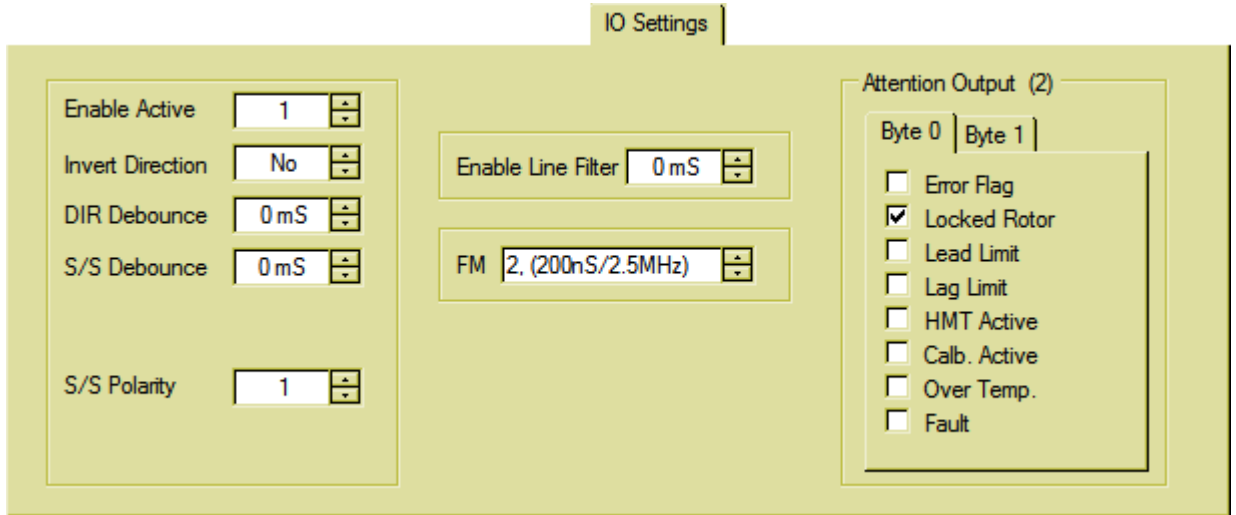 IO Settings
Enable Active 1
Invert Direction No
DIR Debounce 0 mS
S/S Debounce 0 mS
S/S Polarity 1
Enable Line Filter 0 mS
FM 2, (200nS/2.5MHz)
Attention Output (2)
Byte 0 Byte 1
Error Flag
Locked Rotor
Lead Limit
Lag Limit
HMT Active
Calb. Active
Over Temp.
Fault